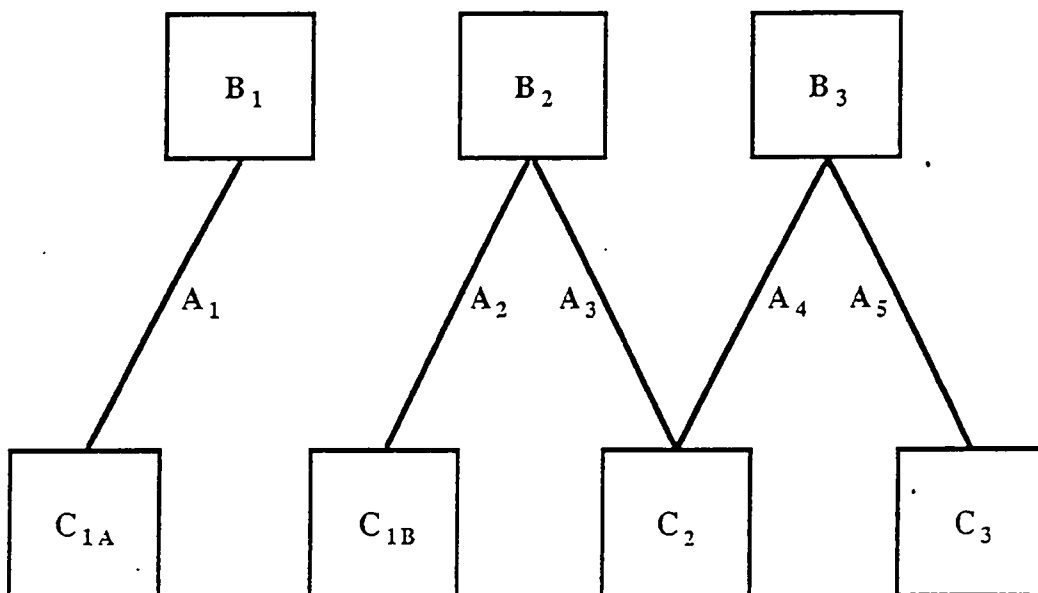 B₁ B₂ B₃
A₁ A₂ A₃ A₄ A₅
C₁A C₁B C₂ C₃